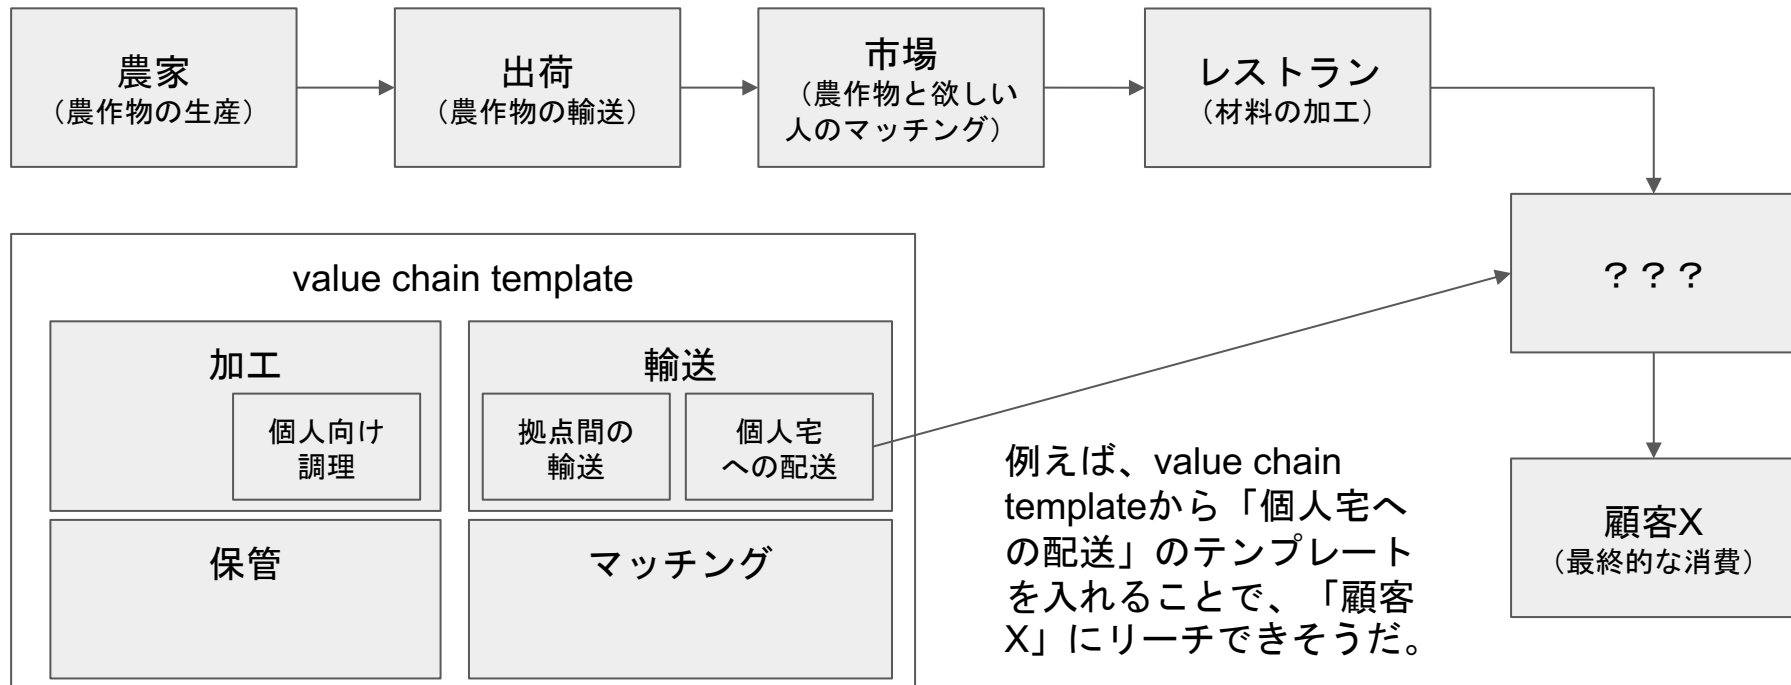 農家
（農作物の生産）
出荷
（農作物の輸送）
市場
（農作物と欲しい
人のマッチング）
レストラン
（材料の加工）
？？？
value chain template
加工
個人向け
調理
輸送
拠点間の
輸送
個人宅
への配送
保管
マッチング
例えば、value chain
templateから「個人宅へ
の配送」のテンプレート
を入れることで、「顧客
X」にリーチできそうだ。
顧客X
（最終的な消費）